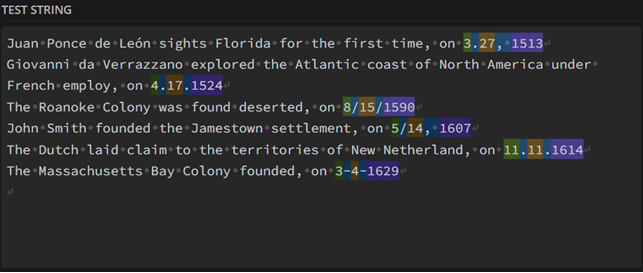 TEST STRING
Juan Ponce de León sights Florida for the first time, on 3.27, 1513
Giovanni da Verrazzano explored the Atlantic coast of North America under
French employ, on 4.17.1524
The Roanoke Colony was found deserted, on 8/15/1590
John Smith founded the Jamestown settlement, on 5/14, 1607
The Dutch laid claim to the territories of New Netherland, on 11.11.1614
The Massachusetts Bay Colony founded, on 3-4-1629